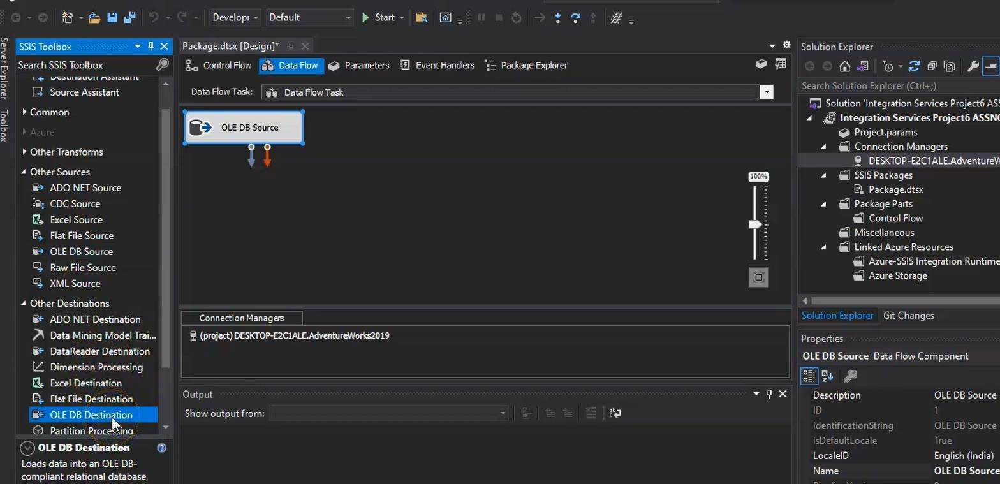 Developi
Default
Start
Server Explorer
Toolbox
SSIS Toolbox
Search SSIS Toolbox
Destination Assistant
Source Assistant
Common
Azure
Other Transforms
Other Sources
ADO NET Source
CDC Source
Excel Source
Flat File Source
OLE DB Source
Raw File Source
XML Source
Other Destinations
ADO NET Destination
Data Mining Model Trai...
DataReader Destination
Dimension Processing
Excel Destination
Flat File Destination
OLE DB Destination
Partition Processing
OLE DB Destination
Loads data into an OLE DB-
compliant relational database,
Package.dtsx [Design]*
Control Flow
Data Flow
Parameters
Event Handlers
Package Explorer
Data Flow Task:
Data Flow Task
OLE DB Source
100%
Connection Managers
(project) DESKTOP-E2C1ALE.AdventureWorks2019
Output
Show output from:
Solution Explorer
Search Solution Explorer (Ctrl+;)
Solution 'Integration Services Project6 ASS
Integration Services Project6 ASSN
Project.params
Connection Managers
DESKTOP-E2C1ALE.AdventureW
SSIS Packages
Package.dtsx
Package Parts
Control Flow
Miscellaneous
Linked Azure Resources
Azure-SSIS Integration Runtime
Azure Storage
Solution Explorer
Git Changes
Properties
OLE DB Source Data Flow Component
Description OLE DB Source
ID 1
IdentificationString OLE DB Source
IsDefaultLocale True
LocaleID English (India)
Name OLE DB Source